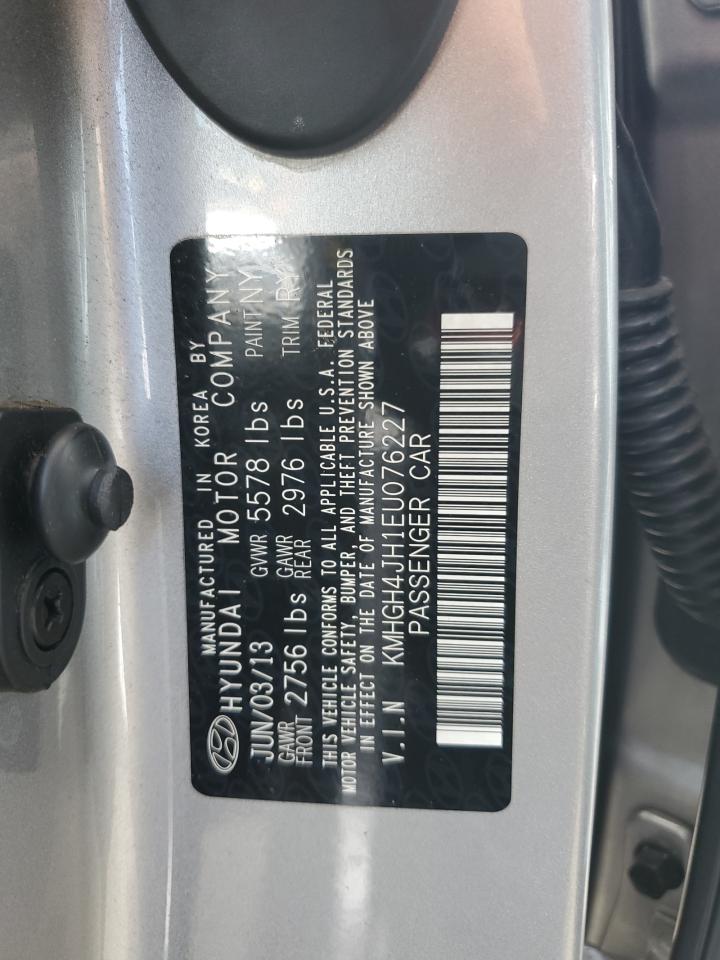 MANUFACTURED IN KOREA BY
HYUNDAI MOTOR COMPANY
JUN/03/13 GVWR 5578 lbs PAINT NY
GAWR FRONT 2756 lbs GAWR REAR 2976 lbs TRIM RY
THIS VEHICLE CONFORMS TO ALL APPLICABLE U.S.A. FEDERAL
MOTOR VEHICLE SAFETY, BUMPER, AND THEFT PREVENTION STANDARDS
IN EFFECT ON THE DATE OF MANUFACTURE SHOWN ABOVE
V.I.N KMHGH4JH1EU076227
PASSENGER CAR